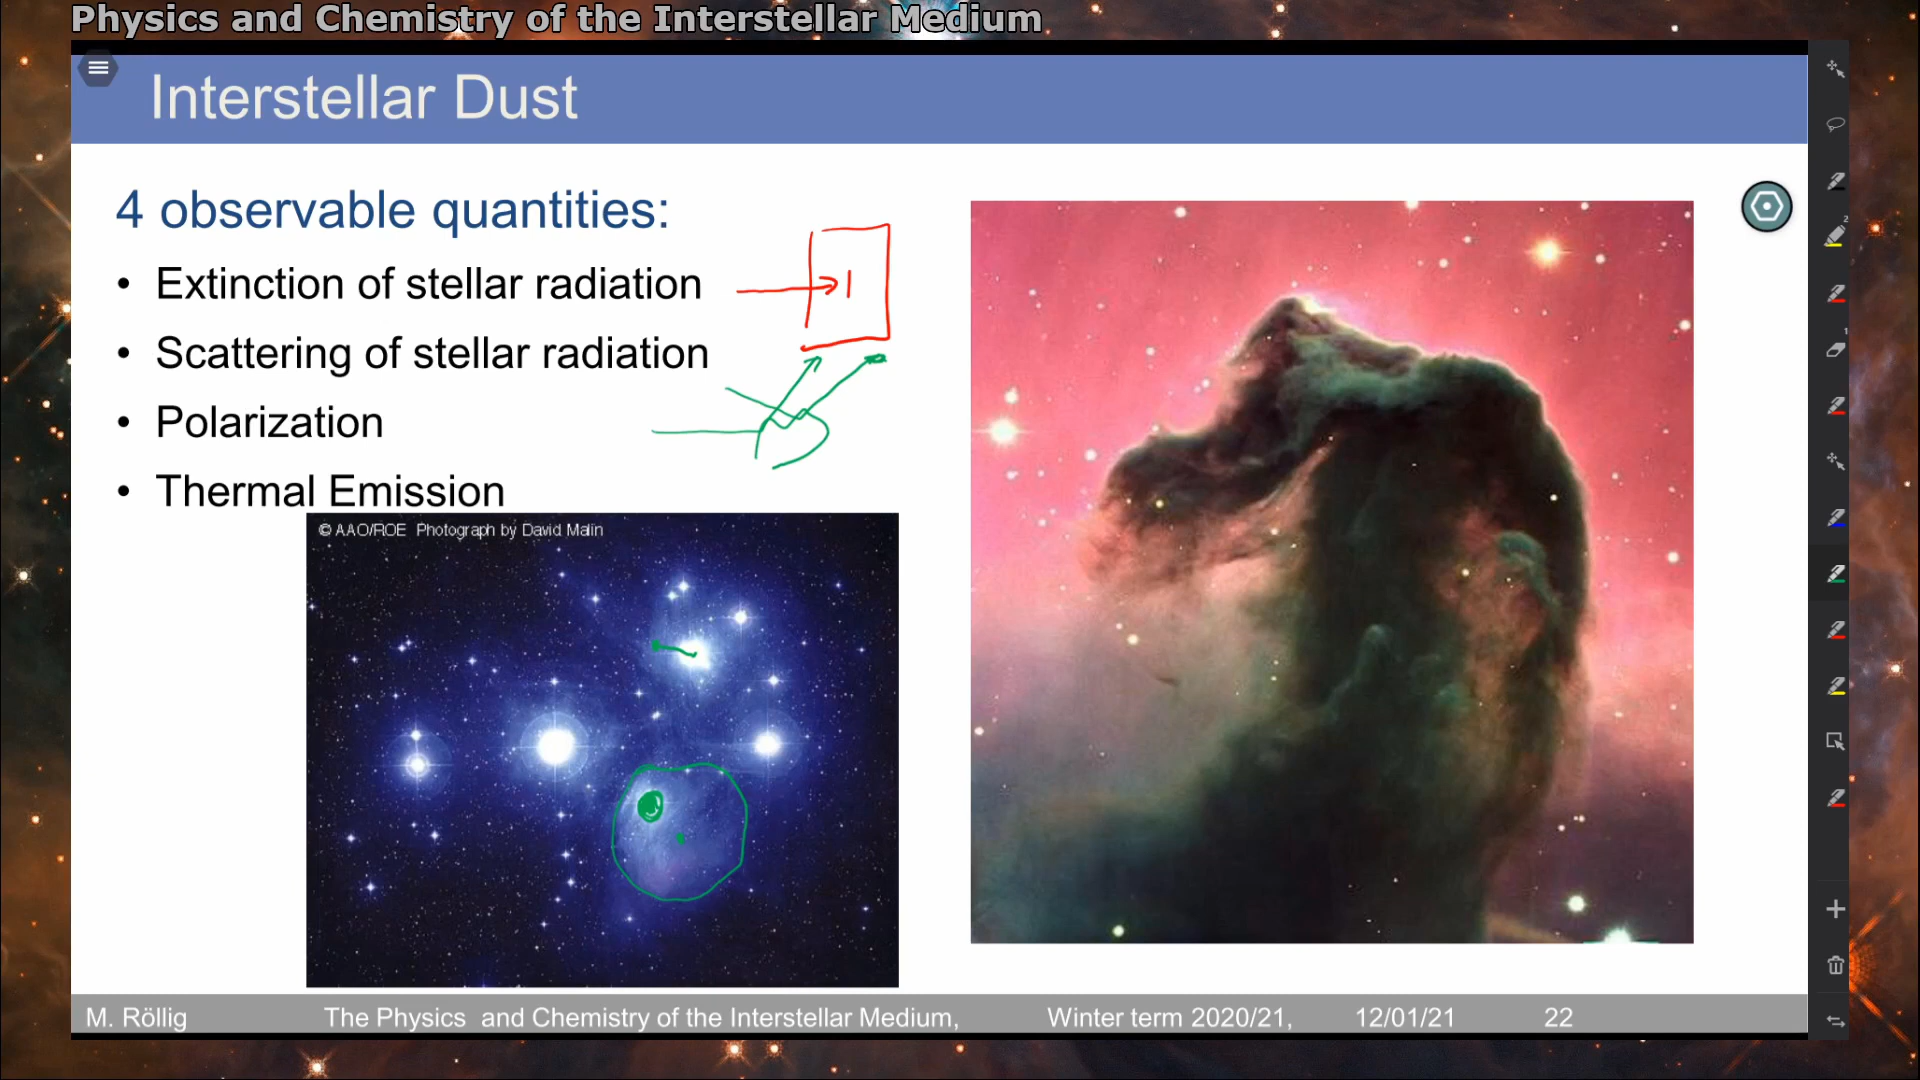 Physics and Chemistry of the Interstellar Medium
Interstellar Dust
4 observable quantities:
• Extinction of stellar radiation
• Scattering of stellar radiation
• Polarization
• Thermal Emission
© AAO/ROE Photograph by David Malin
M. Röllig The Physics and Chemistry of the Interstellar Medium, Winter term 2020/21, 12/01/21 22
2
1